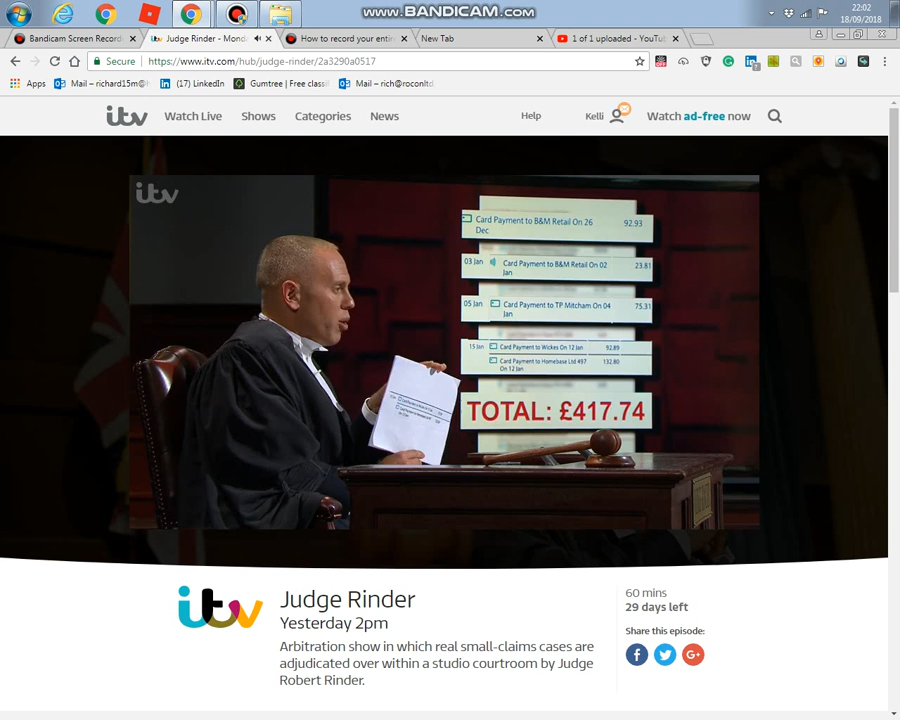 www.BANDICAM.com
22:02
18/09/2018
Bandicam Screen Record
Judge Rinder - Mond
How to record your enti
New Tab
1 of 1 uploaded - YouTu
Secure
https://www.itv.com/hub/judge-rinder/2a3290a0517
Apps
Mail – richard15m@h
(17) LinkedIn
Gumtree | Free classif
Mail – rich@roconltd
itv
Watch Live
Shows
Categories
News
Help
Kelli
Watch ad-free now
itv
Card Payment to B&M Retail On 26
Dec
92.93
03 Jan
Card Payment to B&M Retail On 02
Jan
23.81
05 Jan
Card Payment to TP Mitcham On 04
Jan
75.31
15 Jan
Card Payment to Wickes On 12 Jan
92.89
Card Payment to Homebase Ltd 497
On 12 Jan
132.80
TOTAL: £417.74
itv
Judge Rinder
Yesterday 2pm
Arbitration show in which real small-claims cases are
adjudicated over within a studio courtroom by Judge
Robert Rinder.
60 mins
29 days left
Share this episode: